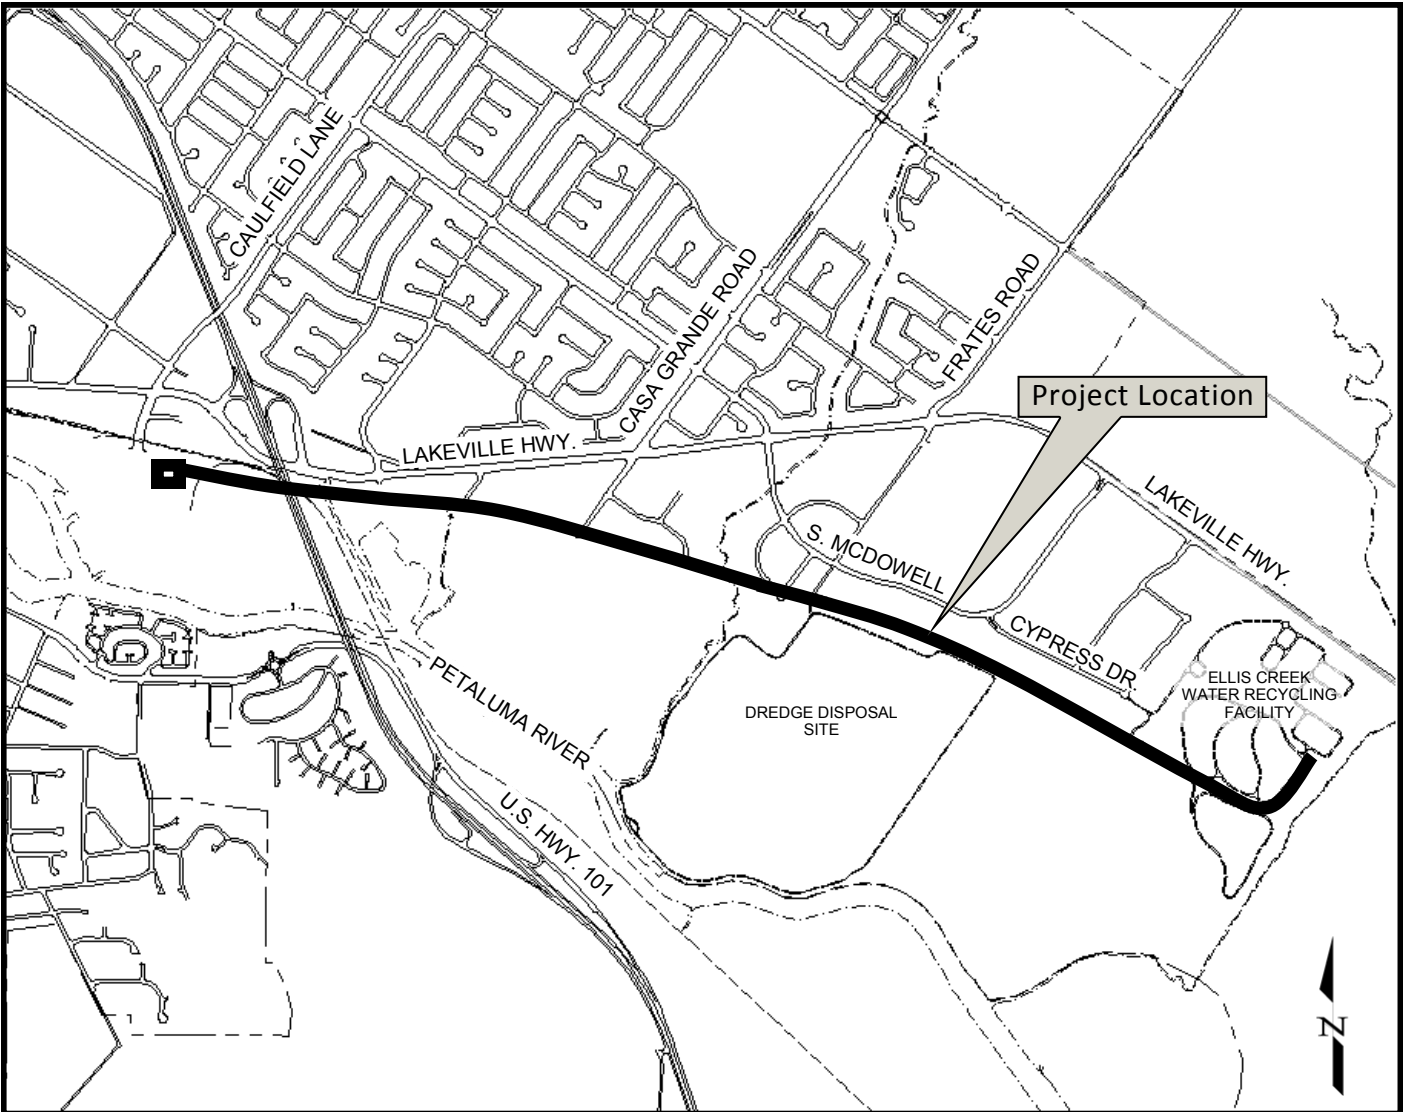 CAULFIELD LANE
CASA GRANDE ROAD
FRATES ROAD
Project Location
LAKEVILLE HWY.
LAKEVILLE HWY.
S. MCDOWELL
CYPRESS DR.
PETALUMA RIVER
DREDGE DISPOSAL
SITE
ELLIS CREEK
WATER RECYCLING
FACILITY
U.S. HWY. 101
N